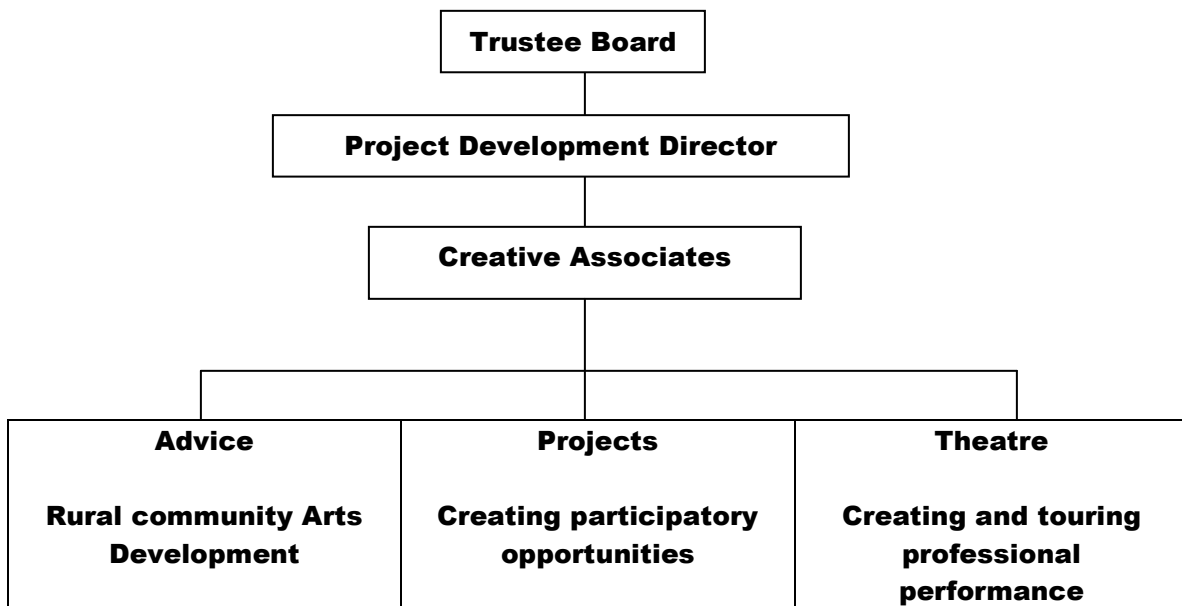 Trustee Board
Project Development Director
Creative Associates
Advice
Rural community Arts
Development
Projects
Creating participatory
opportunities
Theatre
Creating and touring
professional
performance